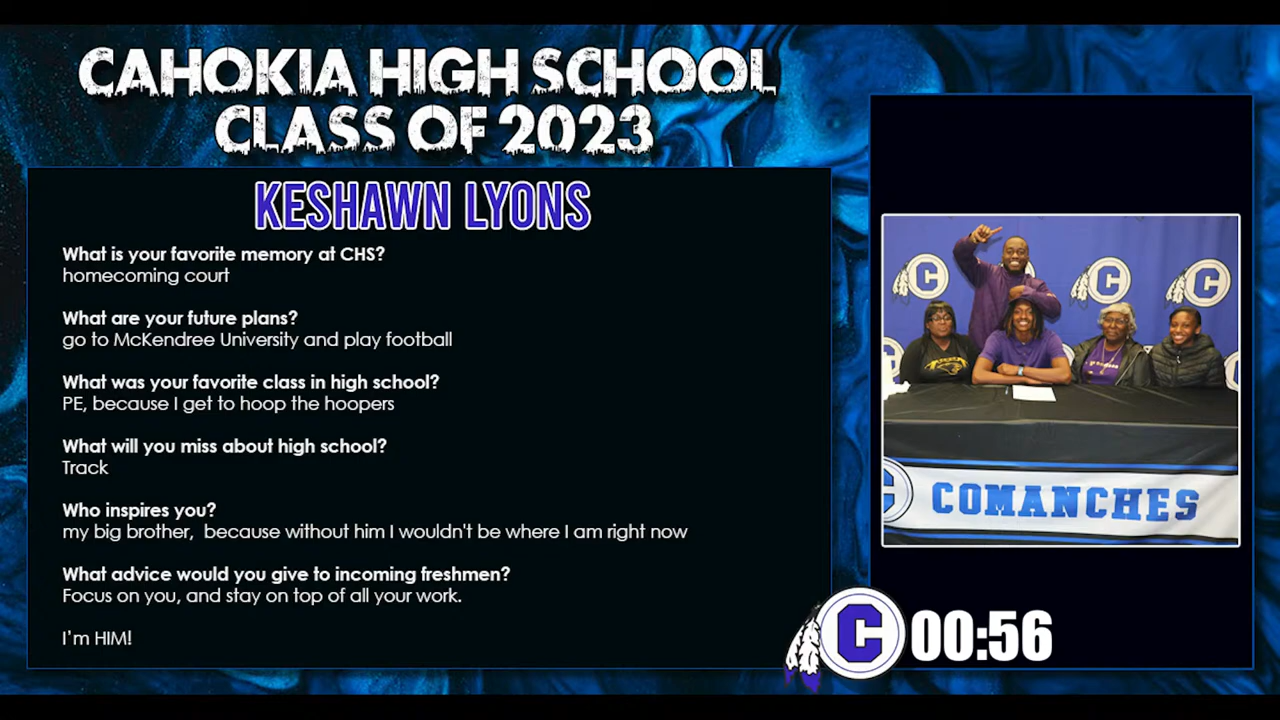 CAHOKIA HIGH SCHOOL
CLASS OF 2023
KESHAWN LYONS
What is your favorite memory at CHS?
homecoming court
What are your future plans?
go to McKendree University and play football
What was your favorite class in high school?
PE, because I get to hoop the hoopers
What will you miss about high school?
Track
Who inspires you?
my big brother,  because without him I wouldn't be where I am right now
What advice would you give to incoming freshmen?
Focus on you, and stay on top of all your work.
I'm HIM!
C
C
C
C
COMANCHES
C
00:56